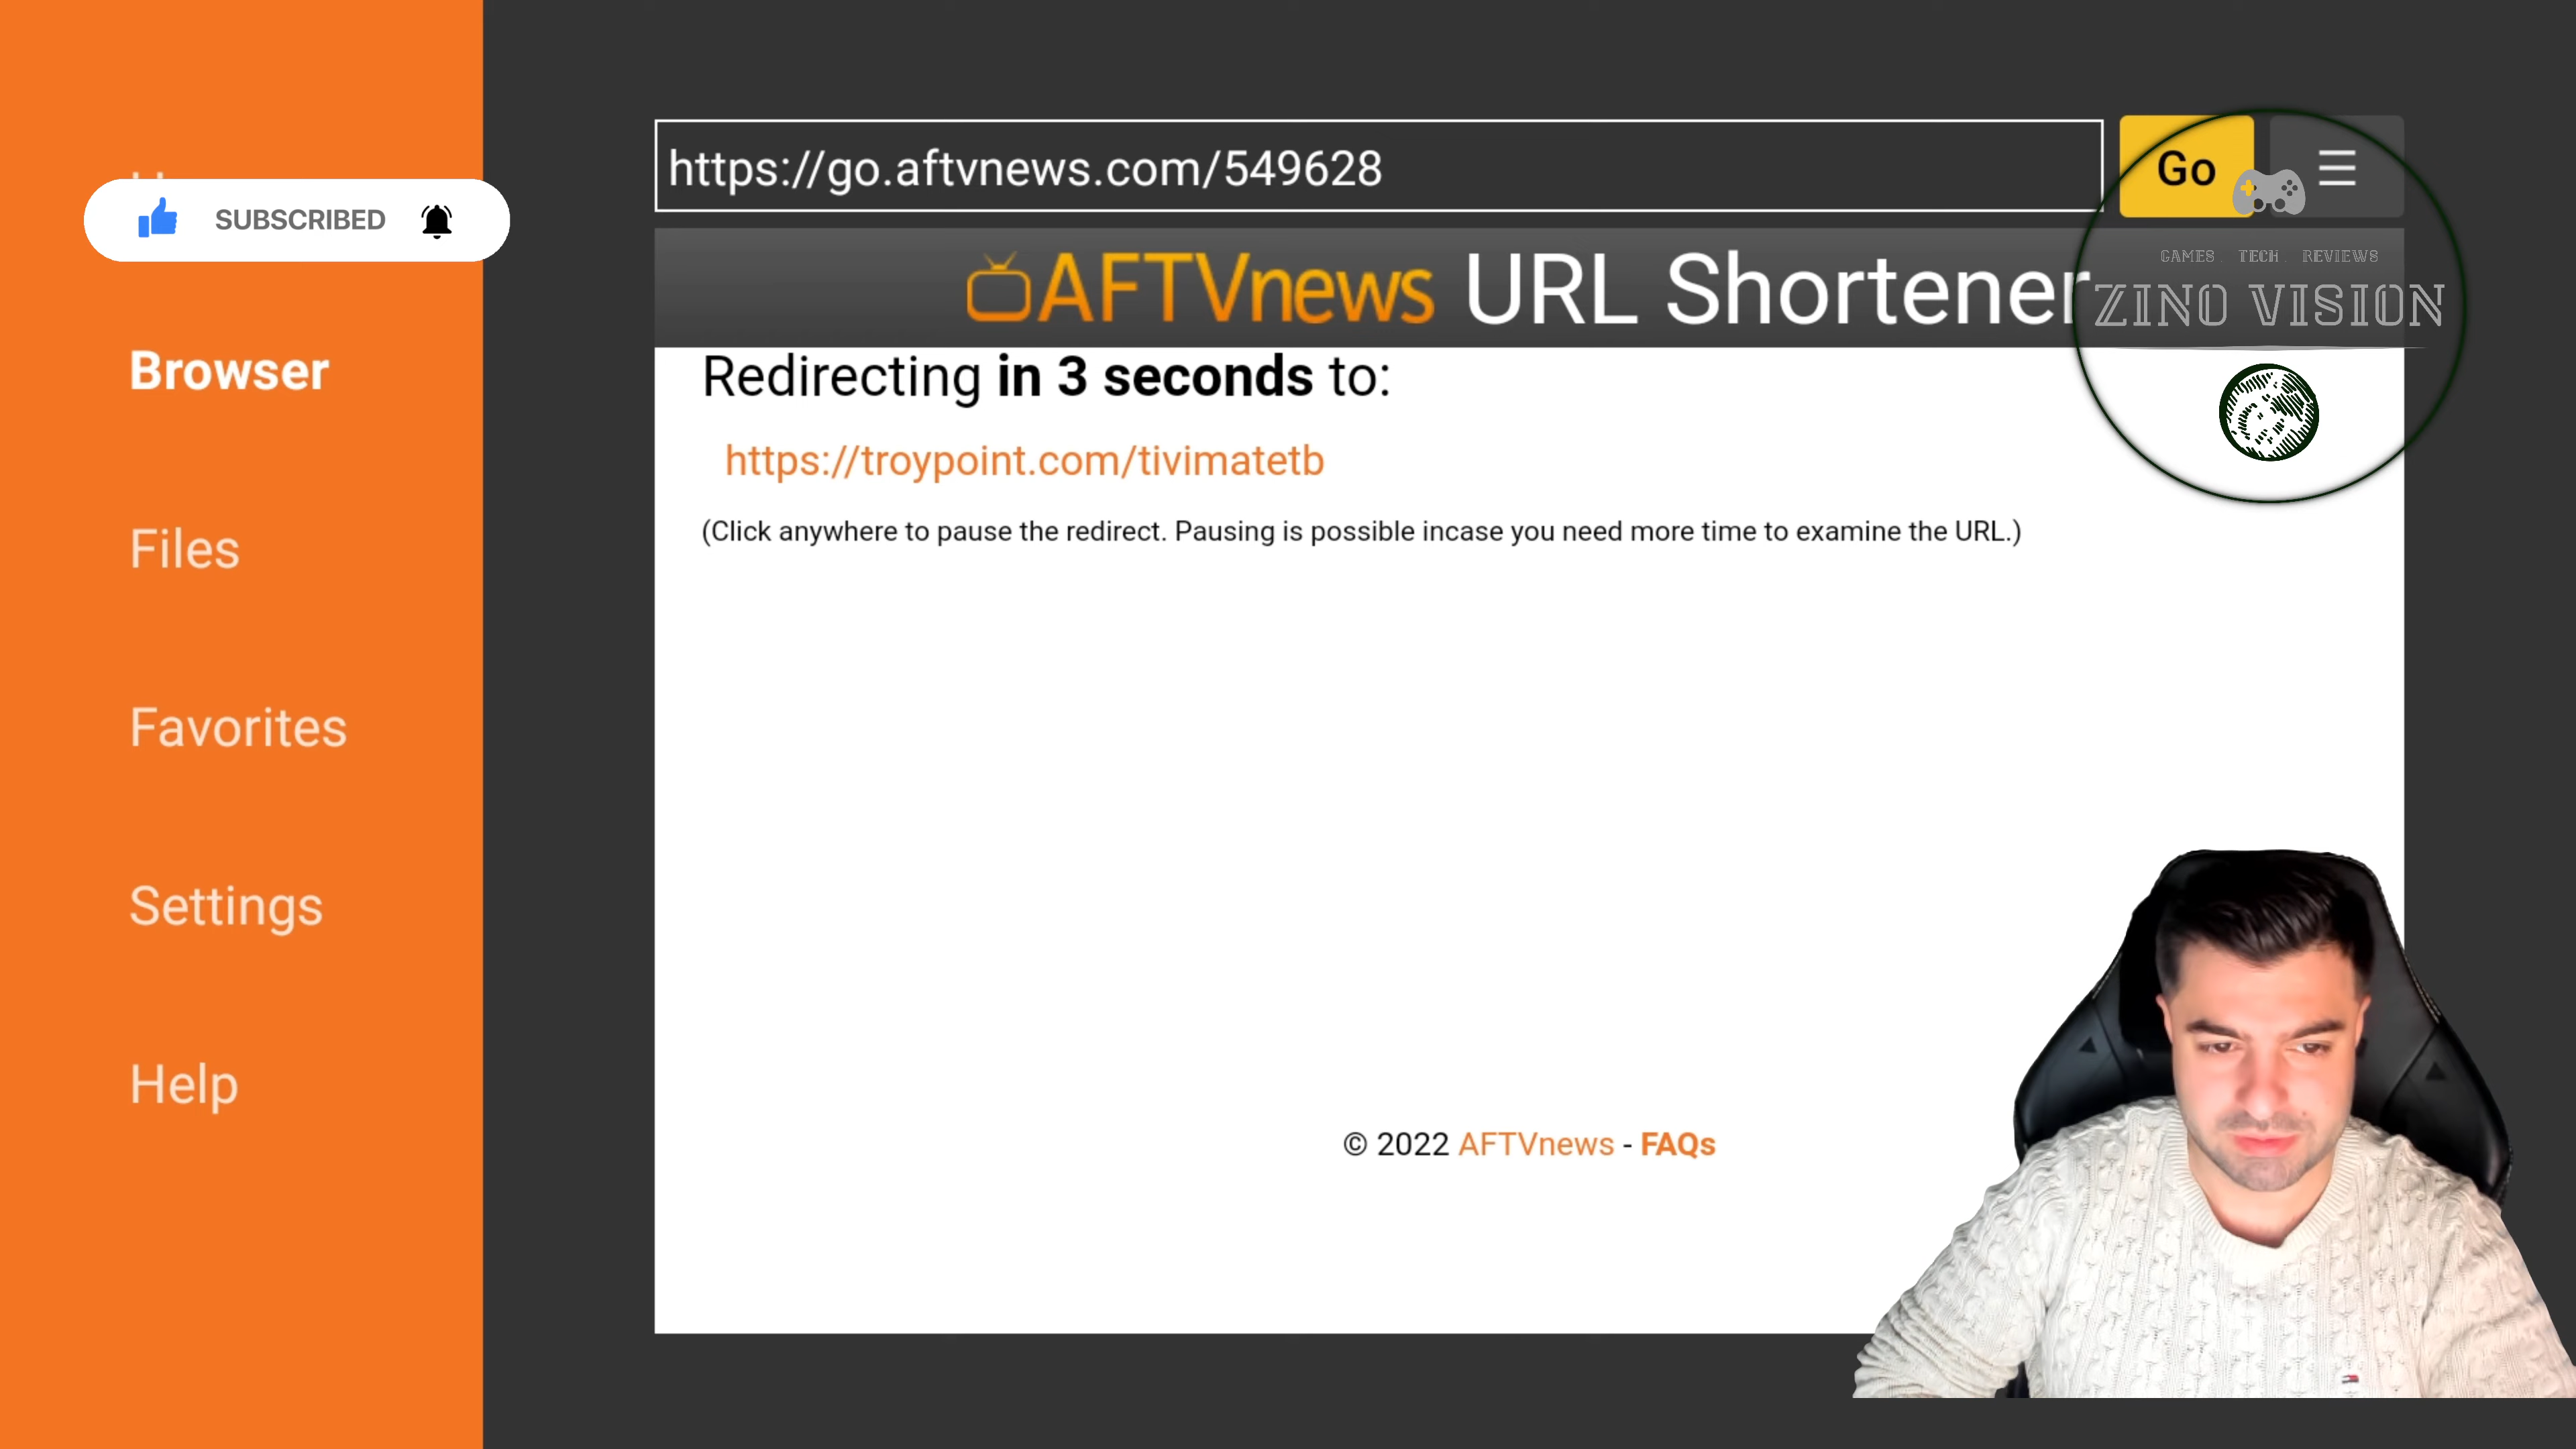 SUBSCRIBED
Browser
Files
Favorites
Settings
Help
https://go.aftvnews.com/549628
Go
AFTVnews URL Shortener
Redirecting in 3 seconds to:
https://troypoint.com/tivimatetb
(Click anywhere to pause the redirect. Pausing is possible incase you need more time to examine the URL.)
© 2022 AFTVnews - FAQs
GAMES TECH REVIEWS
ZINO VISION